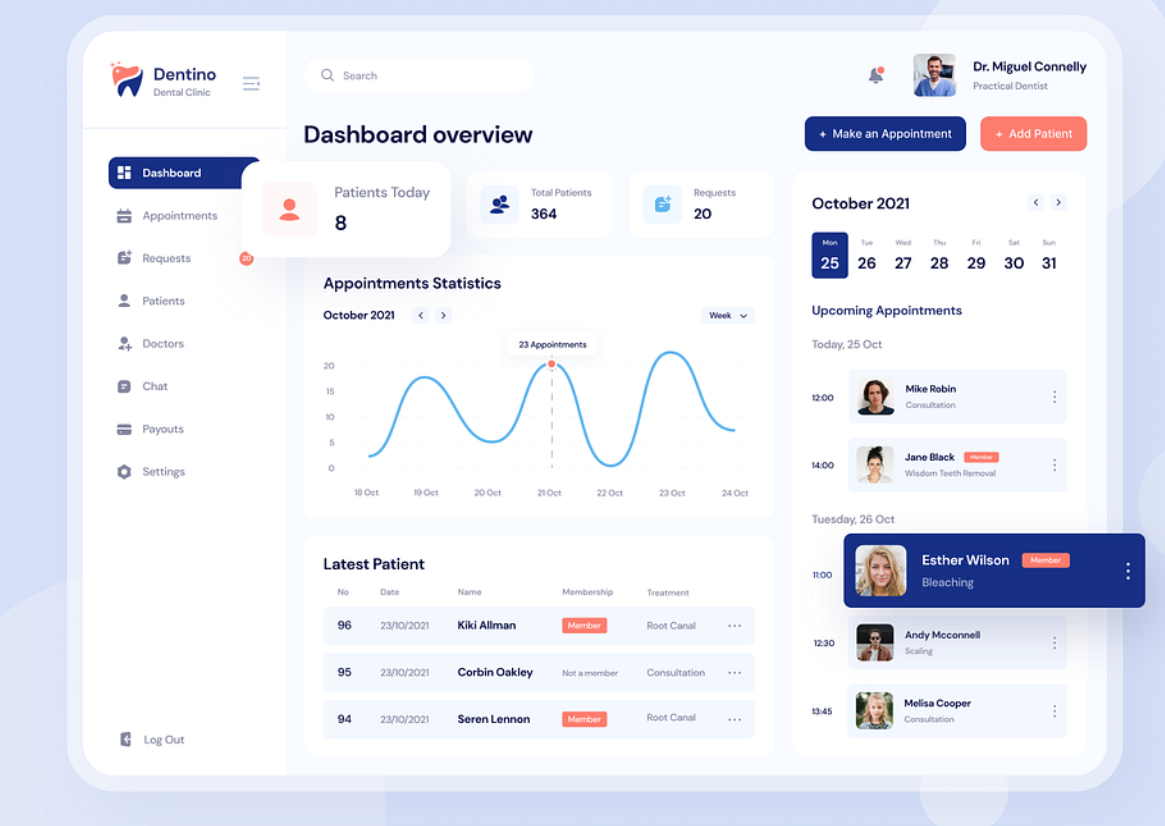 Dentino
Dental Clinic
Search
Dr. Miguel Connelly
Practical Dentist
Dashboard overview
+ Make an Appointment
+ Add Patient
Dashboard
Appointments
Requests
20
Patients
Doctors
Chat
Payouts
Settings
Log Out
Patients Today
8
Total Patients
364
Requests
20
Appointments Statistics
October 2021
Week
23 Appointments
20
15
10
5
0
18 Oct 19 Oct 20 Oct 21 Oct 22 Oct 23 Oct 24 Oct
Latest Patient
No Date Name Membership Treatment
96 23/10/2021 Kiki Allman Member Root Canal
95 23/10/2021 Corbin Oakley Not a member Consultation
94 23/10/2021 Seren Lennon Member Root Canal
October 2021
Mon Tue Wed Thu Fri Sat Sun
25 26 27 28 29 30 31
Upcoming Appointments
Today, 25 Oct
12:00
Mike Robin
Consultation
14:00
Jane Black Member
Wisdom Teeth Removal
Tuesday, 26 Oct
11:00
Esther Wilson Member
Bleaching
12:30
Andy Mcconnell
Scaling
13:45
Melisa Cooper
Consultation